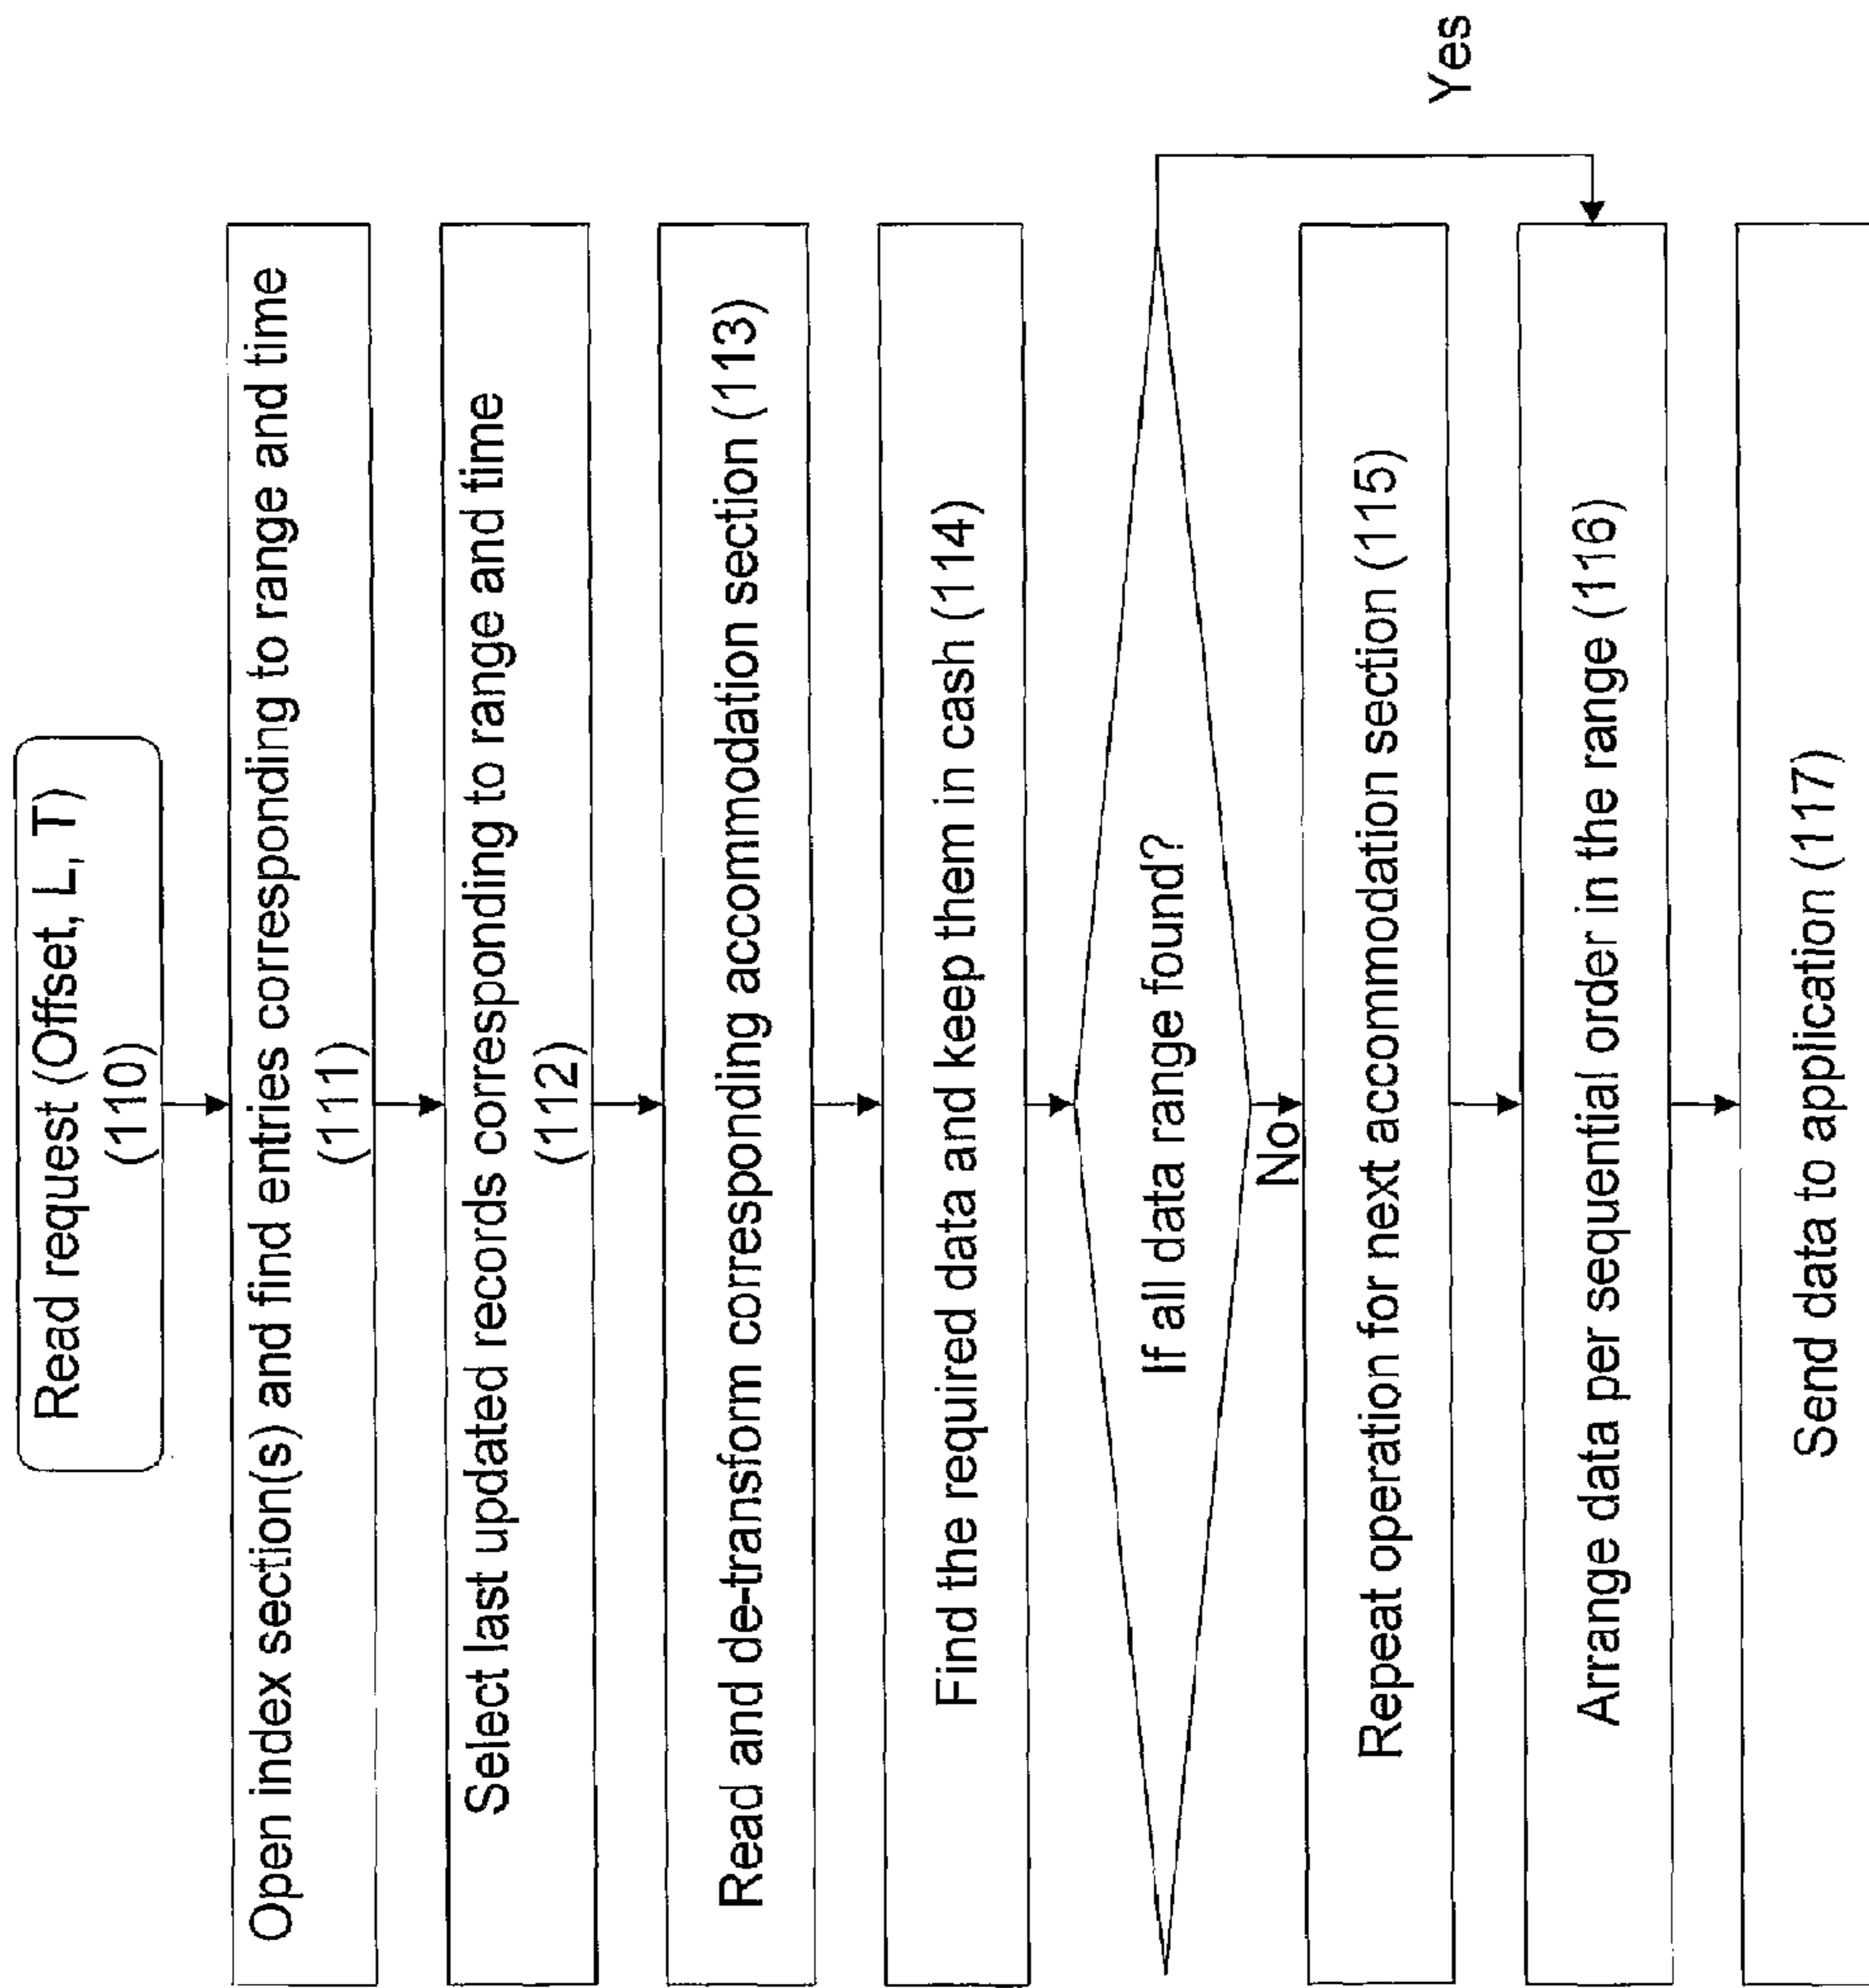 Read request (Offset, L, T)
(110)
Open index section(s) and find entries corresponding to range and time
(111)
Select last updated records corresponding to range and time
(112)
Read and de-transform corresponding accommodation section (113)
Find the required data and keep them in cash (114)
If all data range found?
Yes
No
Repeat operation for next accommodation section (115)
Arrange data per sequential order in the range (116)
Send data to application (117)